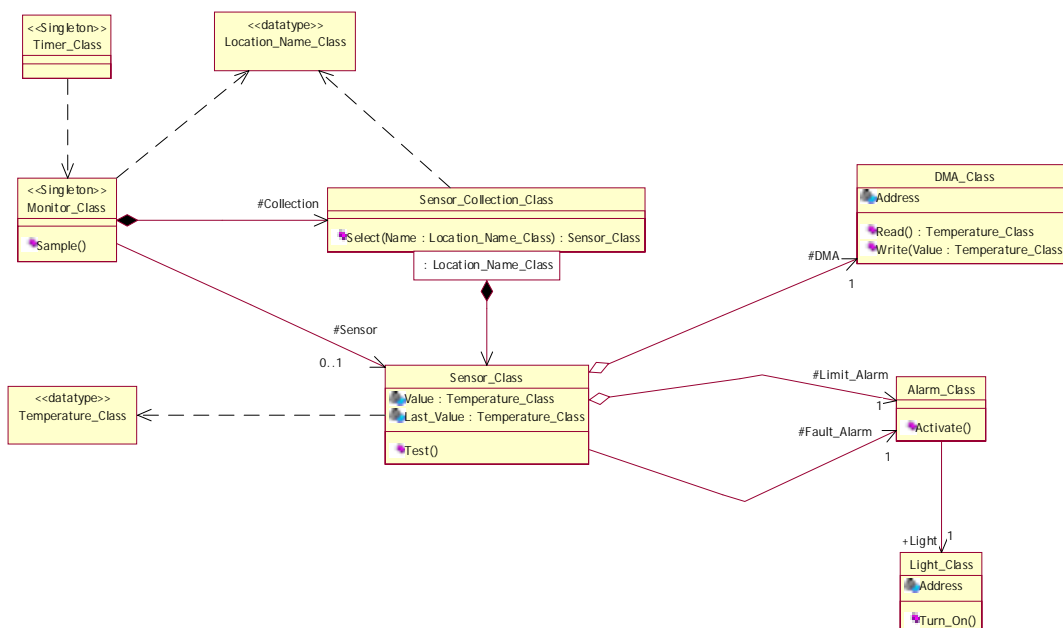 <<Singleton>>
Timer_Class
<<datatype>>
Location_Name_Class
<<Singleton>>
Monitor_Class
Sample()
#Collection
Sensor_Collection_Class
Select(Name : Location_Name_Class) : Sensor_Class
: Location_Name_Class
DMA_Class
Address
Read() : Temperature_Class
Write(Value : Temperature_Class
#DMA
1
#Sensor
0..1
Sensor_Class
Value : Temperature_Class
Last_Value : Temperature_Class
Test()
<<datatype>>
Temperature_Class
#Limit_Alarm
1
#Fault_Alarm
1
Alarm_Class
Activate()
+Light
1
Light_Class
Address
Turn_On()